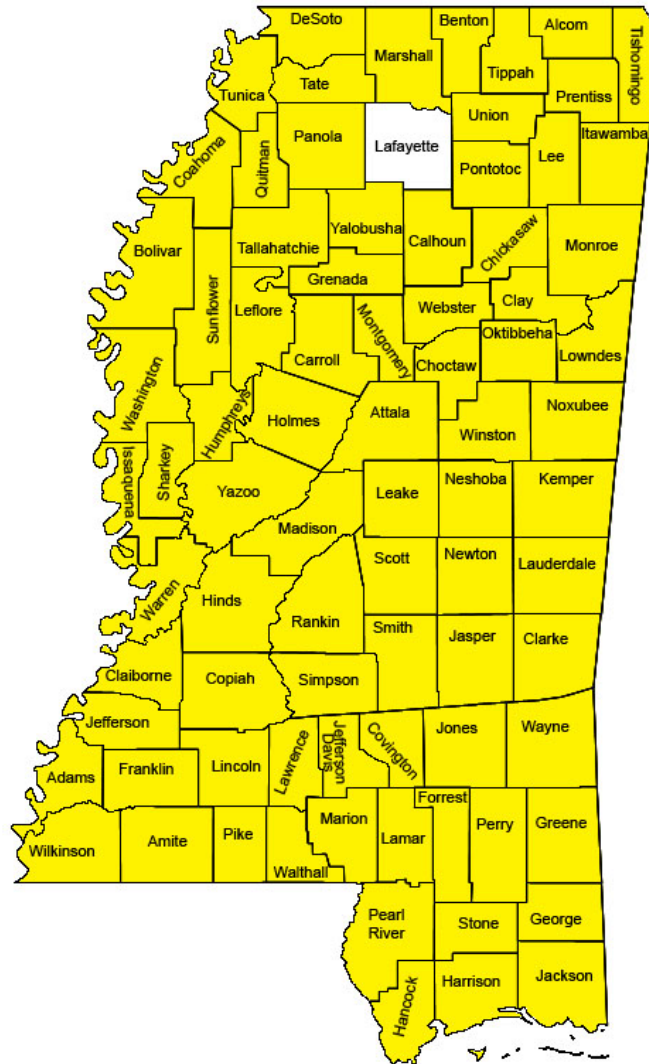 DeSoto
Benton
Alcorn
Tishomingo
Marshall
Tippah
Tate
Tunica
Prentiss
Union
Panola
Itawamba
Lafayette
Coahoma
Quitman
Pontotoc
Lee
Yalobusha
Bolivar
Tallahatchie
Calhoun
Chickasaw
Monroe
Grenada
Sunflower
Leflore
Montgomery
Webster
Clay
Oktibbeha
Carroll
Choctaw
Lowndes
Washington
Humphreys
Holmes
Attala
Noxubee
Winston
Issaquena
Sharkey
Yazoo
Leake
Neshoba
Kemper
Madison
Scott
Newton
Lauderdale
Warren
Hinds
Rankin
Smith
Jasper
Clarke
Claiborne
Copiah
Simpson
Jefferson
Lawrence
Jefferson
Davis
Covington
Jones
Wayne
Adams
Franklin
Lincoln
Forrest
Marion
Lamar
Perry
Greene
Wilkinson
Amite
Pike
Walthall
Pearl
River
Stone
George
Hancock
Harrison
Jackson